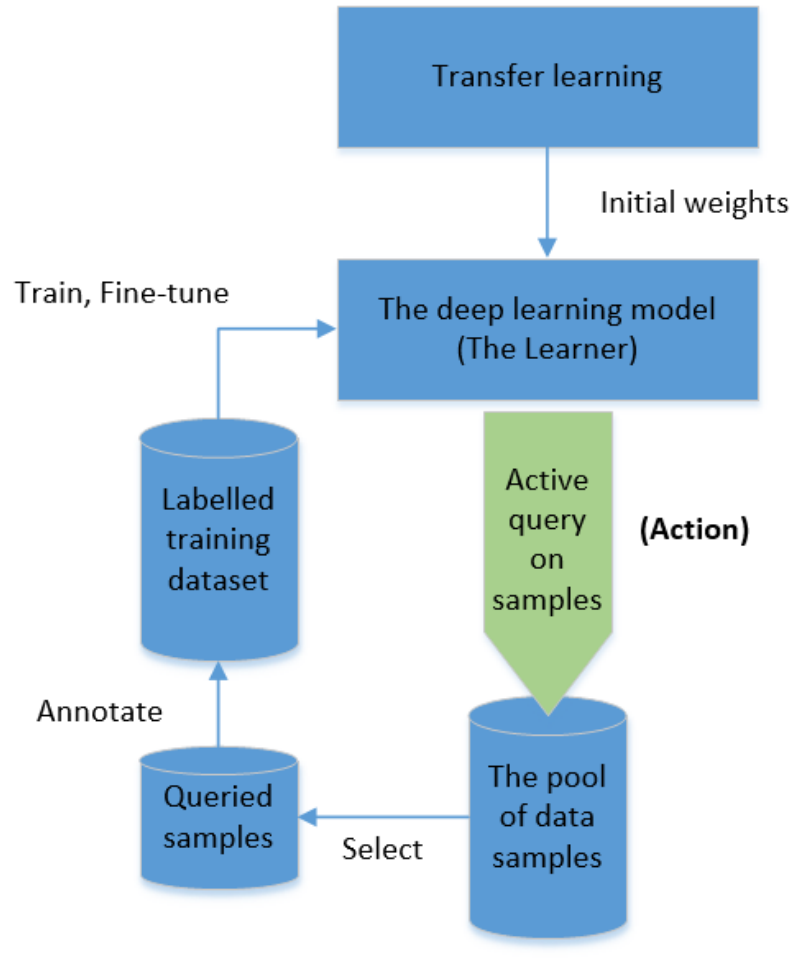 Transfer learning
Initial weights
Train, Fine-tune
The deep learning model
(The Learner)
Active
query
on
samples
(Action)
Labelled
training
dataset
Annotate
Queried
samples
Select
The pool
of data
samples